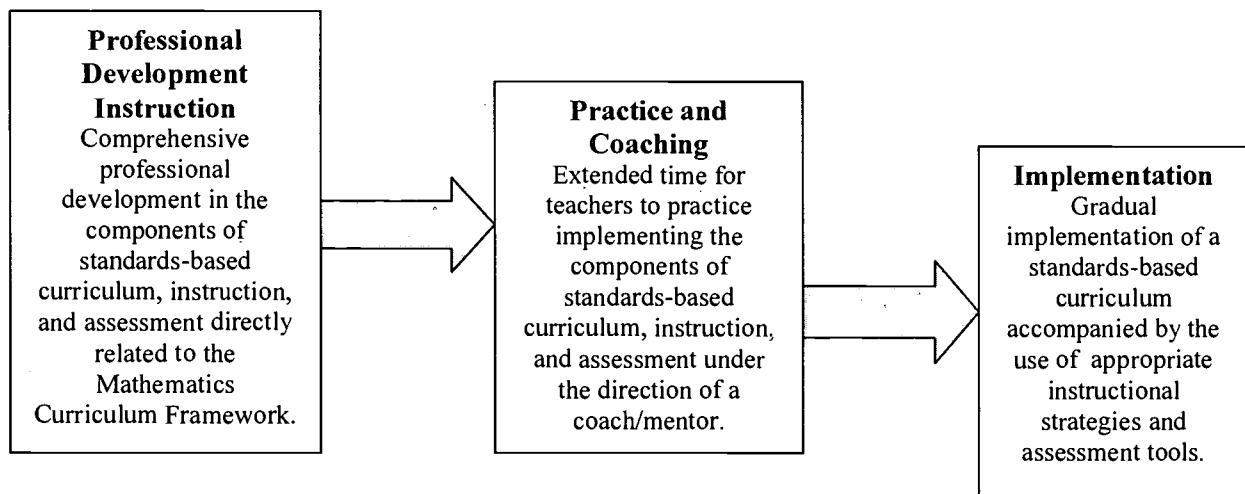 Professional
Development
Instruction
Comprehensive
professional
development in the
components of
standards-based
curriculum, instruction,
and assessment directly
related to the
Mathematics
Curriculum Framework.
Practice and
Coaching
Extended time for
teachers to practice
implementing the
components of
standards-based
curriculum, instruction,
and assessment under
the direction of a
coach/mentor.
Implementation
Gradual
implementation of a
standards-based
curriculum
accompanied by the
use of appropriate
instructional
strategies and
assessment tools.